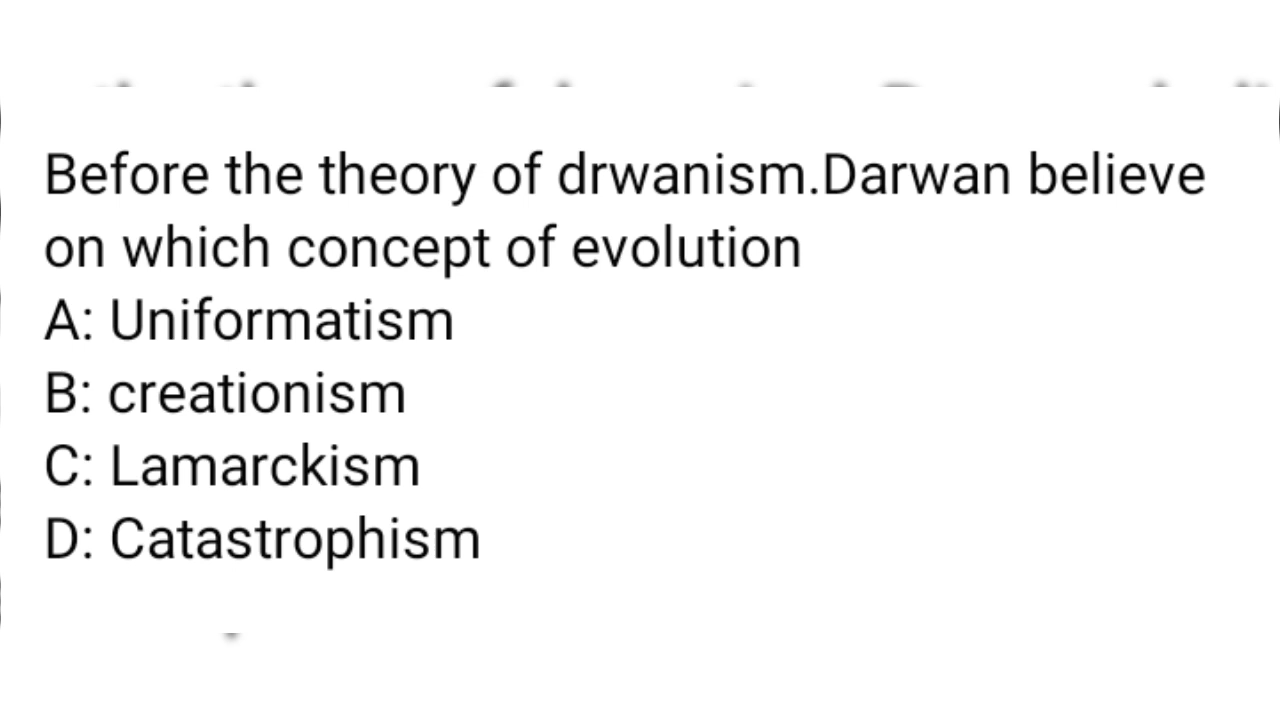 Before the theory of drwanism.Darwan believe
on which concept of evolution
A: Uniformatism
B: creationism
C: Lamarckism
D: Catastrophism